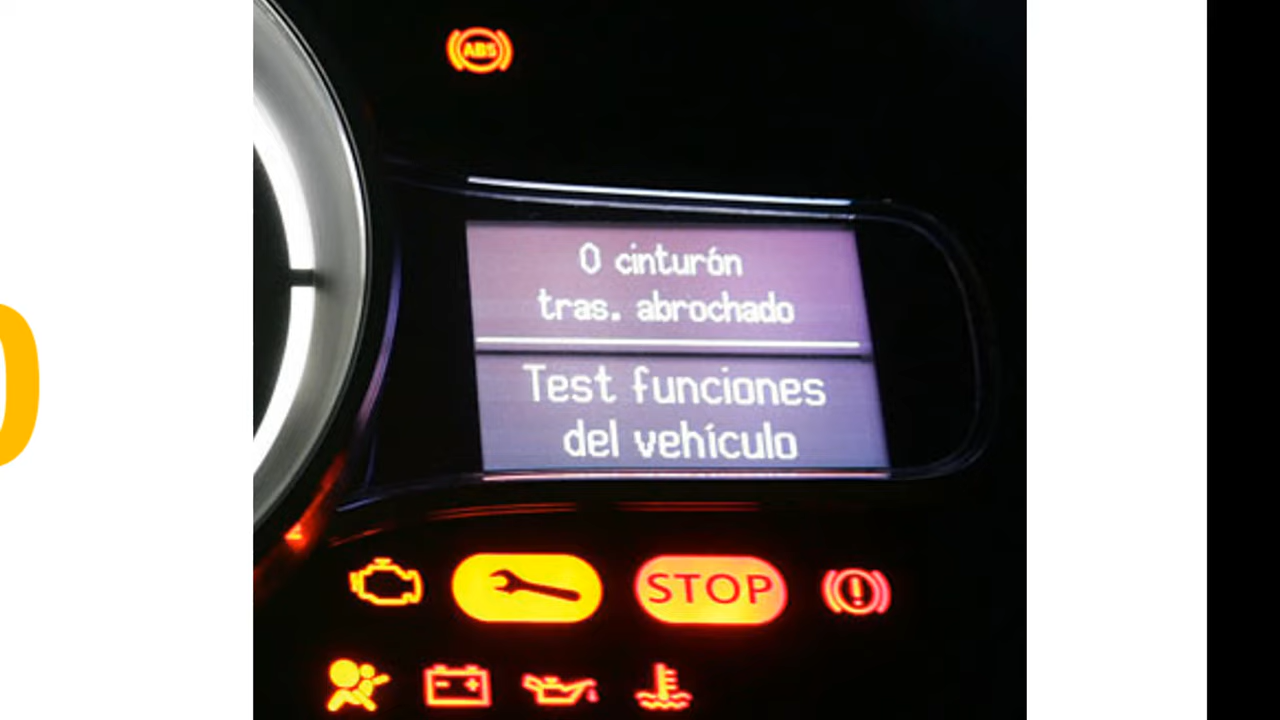 ABS
0 cinturón
tras. abrochado
Test funciones
del vehículo
STOP